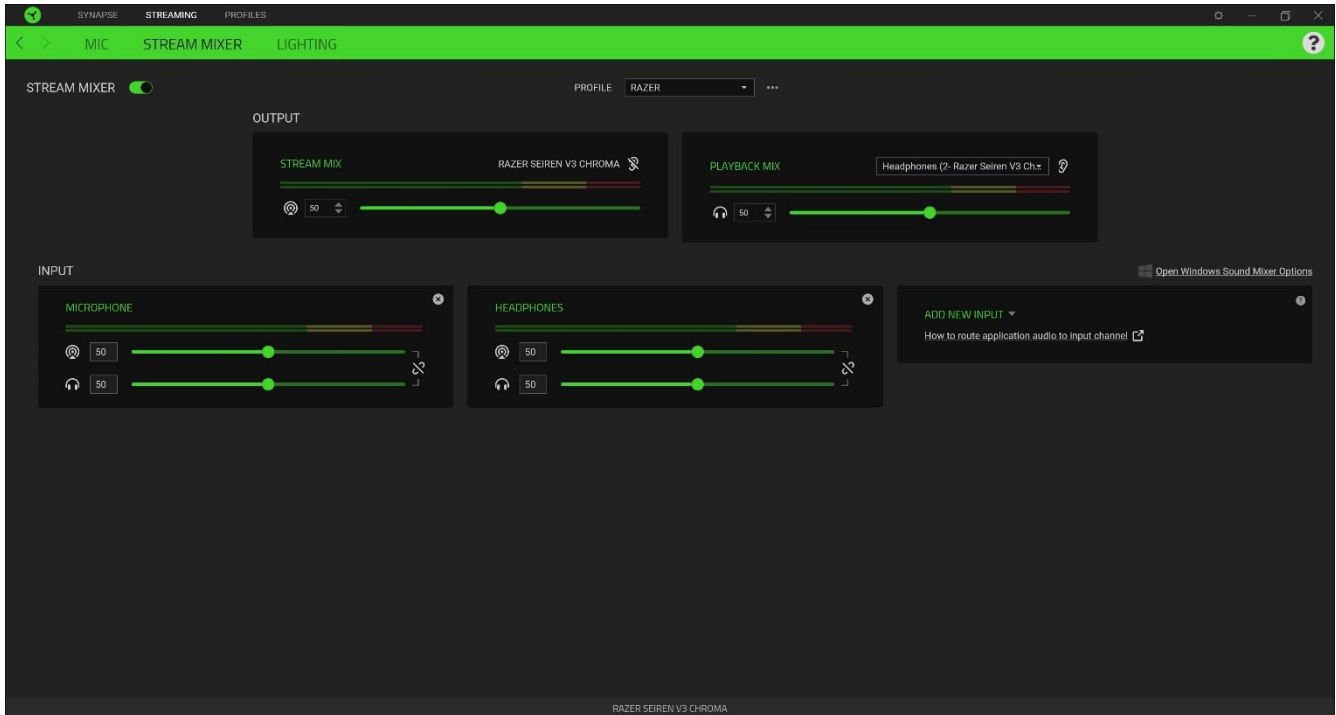 SYNAPSE STREAMING PROFILES
MIC STREAM MIXER LIGHTING ?
STREAM MIXER PROFILE RAZER
OUTPUT
STREAM MIX RAZER SEIREN V3 CHROMA
50
PLAYBACK MIX Headphones (2- Razer Seiren V3 Ch...
50
INPUT Open Windows Sound Mixer Options
MICROPHONE
50
50
HEADPHONES
50
50
ADD NEW INPUT
How to route application audio to input channel
RAZER SEIREN V3 CHROMA